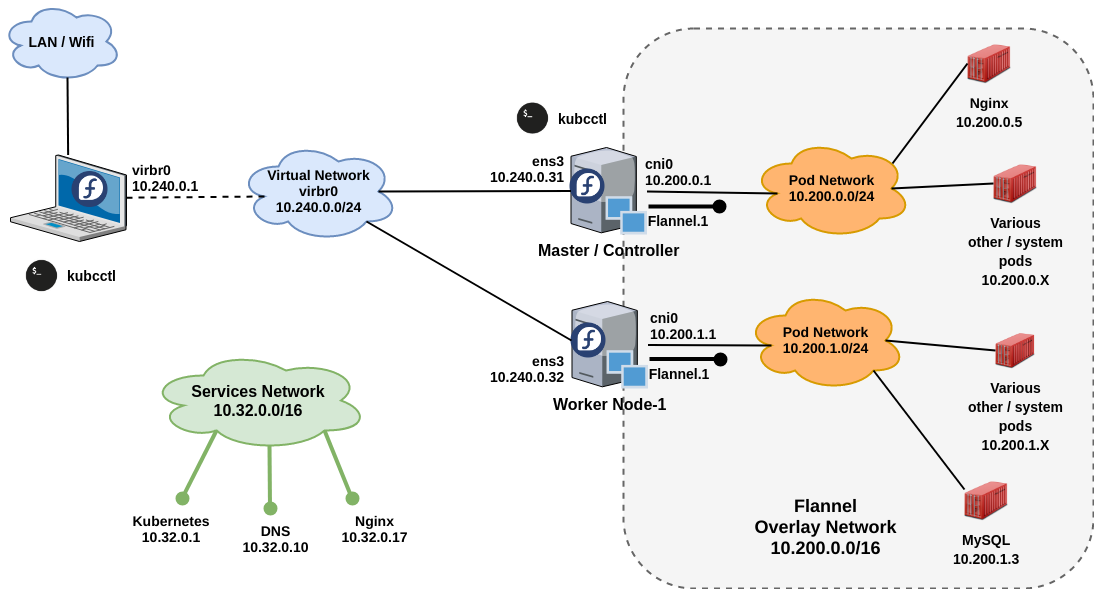 LAN / Wifi
virbr0
10.240.0.1
$_
kubcctl
Virtual Network
virbr0
10.240.0.0/24
$_
kubcctl
ens3
10.240.0.31
cni0
10.200.0.1
Flannel.1
Master / Controller
Pod Network
10.200.0.0/24
Nginx
10.200.0.5
Various
other / system
pods
10.200.0.X
ens3
10.240.0.32
cni0
10.200.1.1
Flannel.1
Worker Node-1
Pod Network
10.200.1.0/24
Various
other / system
pods
10.200.1.X
MySQL
10.200.1.3
Flannel
Overlay Network
10.200.0.0/16
Services Network
10.32.0.0/16
Kubernetes
10.32.0.1
DNS
10.32.0.10
Nginx
10.32.0.17